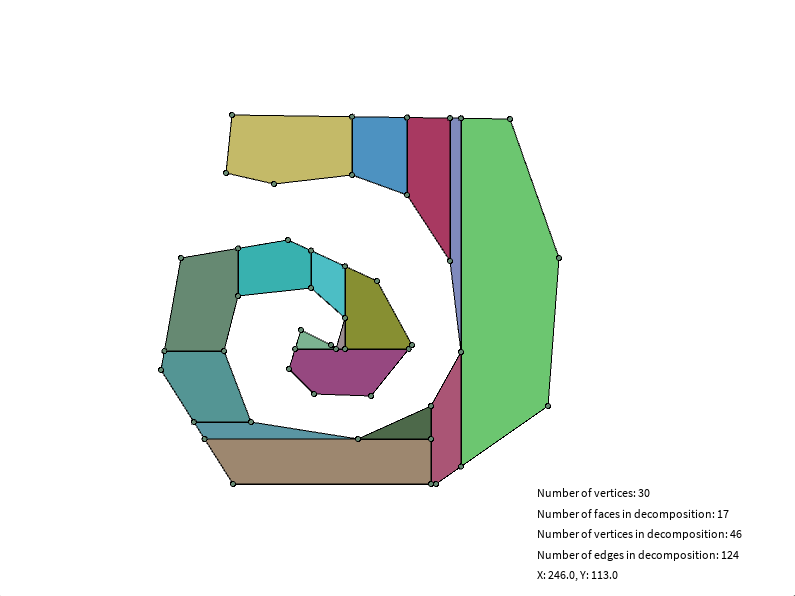 Number of vertices: 30
Number of faces in decomposition: 17
Number of vertices in decomposition: 46
Number of edges in decomposition: 124
X: 246.0, Y: 113.0